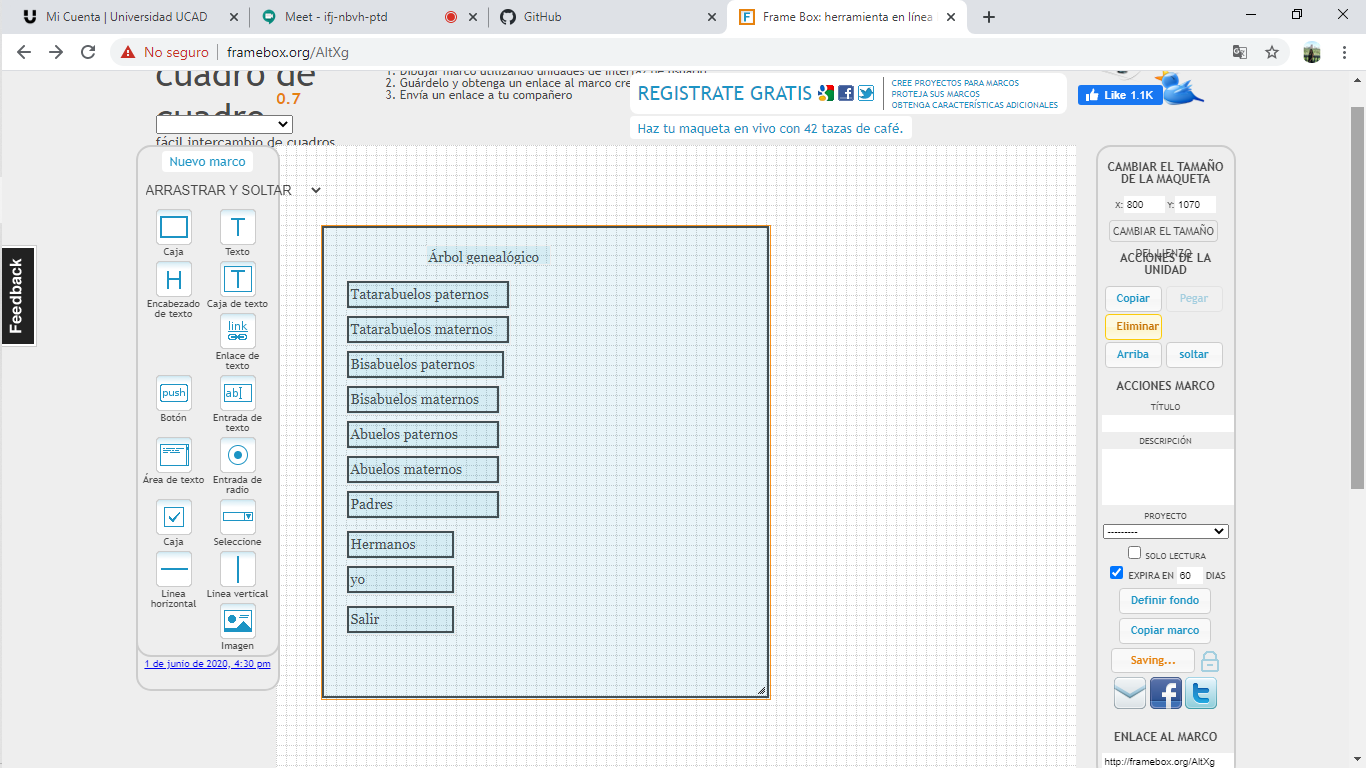 Mi Cuenta | Universidad UCAD
Meet - ifj-nbvh-ptd
GitHub
Frame Box: herramienta en línea
No seguro
framebox.org/AltXg
cuadro de
cuadro
0.7
fácil intercambio de cuadros
2. Guárdelo y obtenga un enlace al marco cre
3. Envía un enlace a tu compañero
REGISTRATE GRATIS
CREE PROYECTOS PARA MARCOS
PROTEJA SUS MARCOS
OBTENGA CARACTERÍSTICAS ADICIONALES
Haz tu maqueta en vivo con 42 tazas de café.
Like 1.1K
Feedback
Nuevo marco
ARRASTRAR Y SOLTAR
Caja
T
Texto
H
Encabezado
de texto
T
Caja de texto
link
Enlace de
texto
push
Botón
ab
Entrada de
texto
Área de texto
Entrada de
radio
Caja
Seleccione
Línea
horizontal
Línea vertical
Imagen
1 de junio de 2020, 4:30 pm
Árbol genealógico
Tatarabuelos paternos
Tatarabuelos maternos
Bisabuelos paternos
Bisabuelos maternos
Abuelos paternos
Abuelos maternos
Padres
Hermanos
yo
Salir
CAMBIAR EL TAMAÑO
DE LA MAQUETA
X: 800 Y: 1070
CAMBIAR EL TAMAÑO
DEL LIENZO
ACCIONES DE LA
UNIDAD
Copiar
Pegar
Eliminar
Arriba
soltar
ACCIONES MARCO
TÍTULO
DESCRIPCIÓN
PROYECTO
---------
SOLO LECTURA
EXPIRA EN 60 DIAS
Definir fondo
Copiar marco
Saving...
ENLACE AL MARCO
http://framebox.org/AltXg